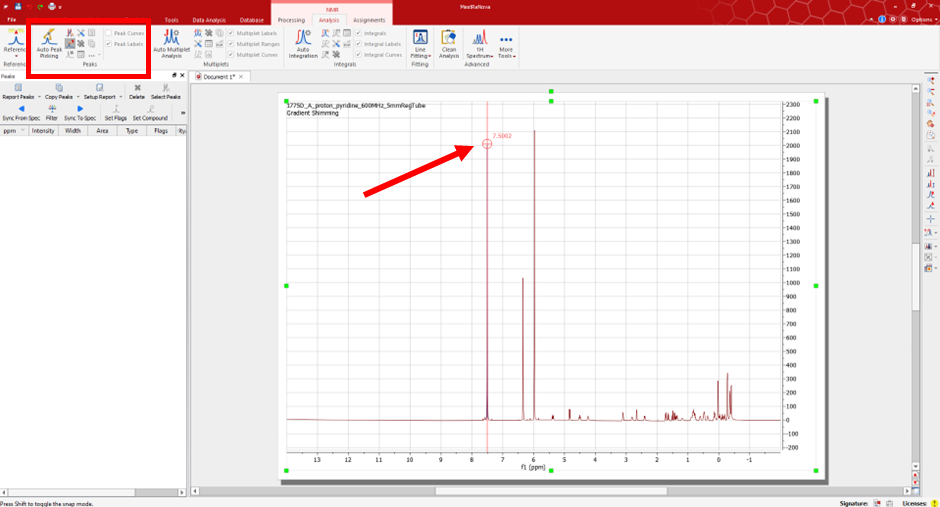 MestReNova
NMR
File
Tools
Data Analysis
Database
Processing
Analysis
Assignments
Options
Reference
Auto Peak Picking
Peak Curves
Peak Labels
Peaks
Auto Multiplet Analysis
Multiplet Labels
Multiplet Ranges
Multiplet Curves
Multiplets
Auto Integration
Integrals
Integral Labels
Integral Curves
Integrals
Line Fitting
Fitting
Clean Analysis
1H Spectrum
More Tools
Advanced
Peaks
Document 1*
Report Peaks Copy Peaks Setup Report Delete Select Peaks
Sync From Spec Filter Sync To Spec Set Flags Set Compound
ppm Intensity Width Area Type Flags
1775D_A_proton_pyridine_600MHz_5mmRegTube
Gradient Shimming
7.5002
2300
2200
2100
2000
1900
1800
1700
1600
1500
1400
1300
1200
1100
1000
900
800
700
600
500
400
300
200
100
0
-100
-200
13 12 11 10 9 8 7 6 5 4 3 2 1 0 -1
f1 (ppm)
Press Shift to toggle the snap mode.
Signature: Licenses: